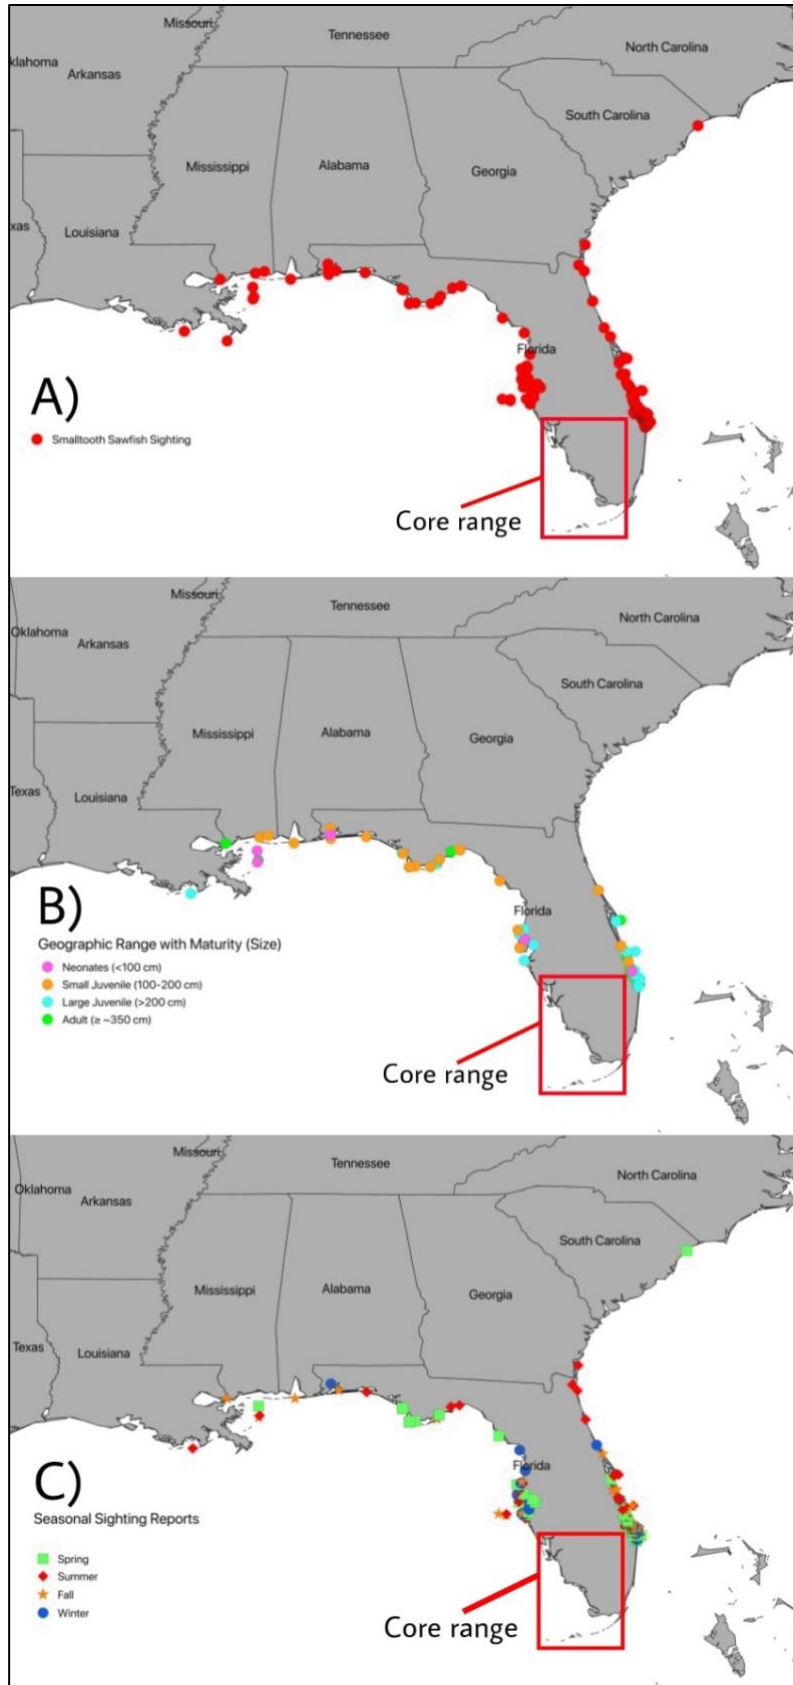 Missouri
Tennessee
North Carolina
klahoma
Arkansas
South Carolina
Mississippi
Alabama
Georgia
xas
Louisiana
Florida
A)
Smalltooth Sawfish Sighting
Core range
Missouri
Tennessee
North Carolina
Oklahoma
Arkansas
South Carolina
Mississippi
Alabama
Georgia
Texas
Louisiana
B)
Florida
Geographic Range with Maturity (Size)
Neonates (<100 cm)
Small Juvenile (100-200 cm)
Large Juvenile (>200 cm)
Adult (≥ ~350 cm)
Core range
Missouri
Tennessee
North Carolina
Oklahoma
Arkansas
South Carolina
Mississippi
Alabama
Georgia
Texas
Louisiana
Florida
C)
Seasonal Sighting Reports
Spring
Summer
Fall
Winter
Core range